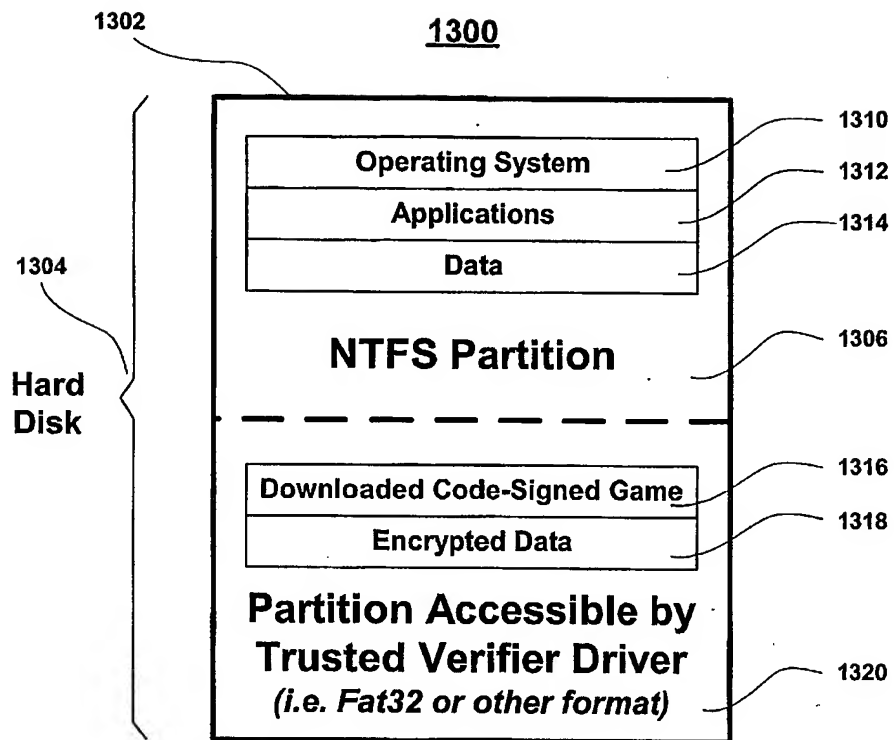 1302
1300
1310
Operating System
1312
Applications
1314
Data
1304
1306
NTFS Partition
Hard
Disk
1316
Downloaded Code-Signed Game
1318
Encrypted Data
Partition Accessible by
Trusted Verifier Driver
1320
(i.e. Fat32 or other format)